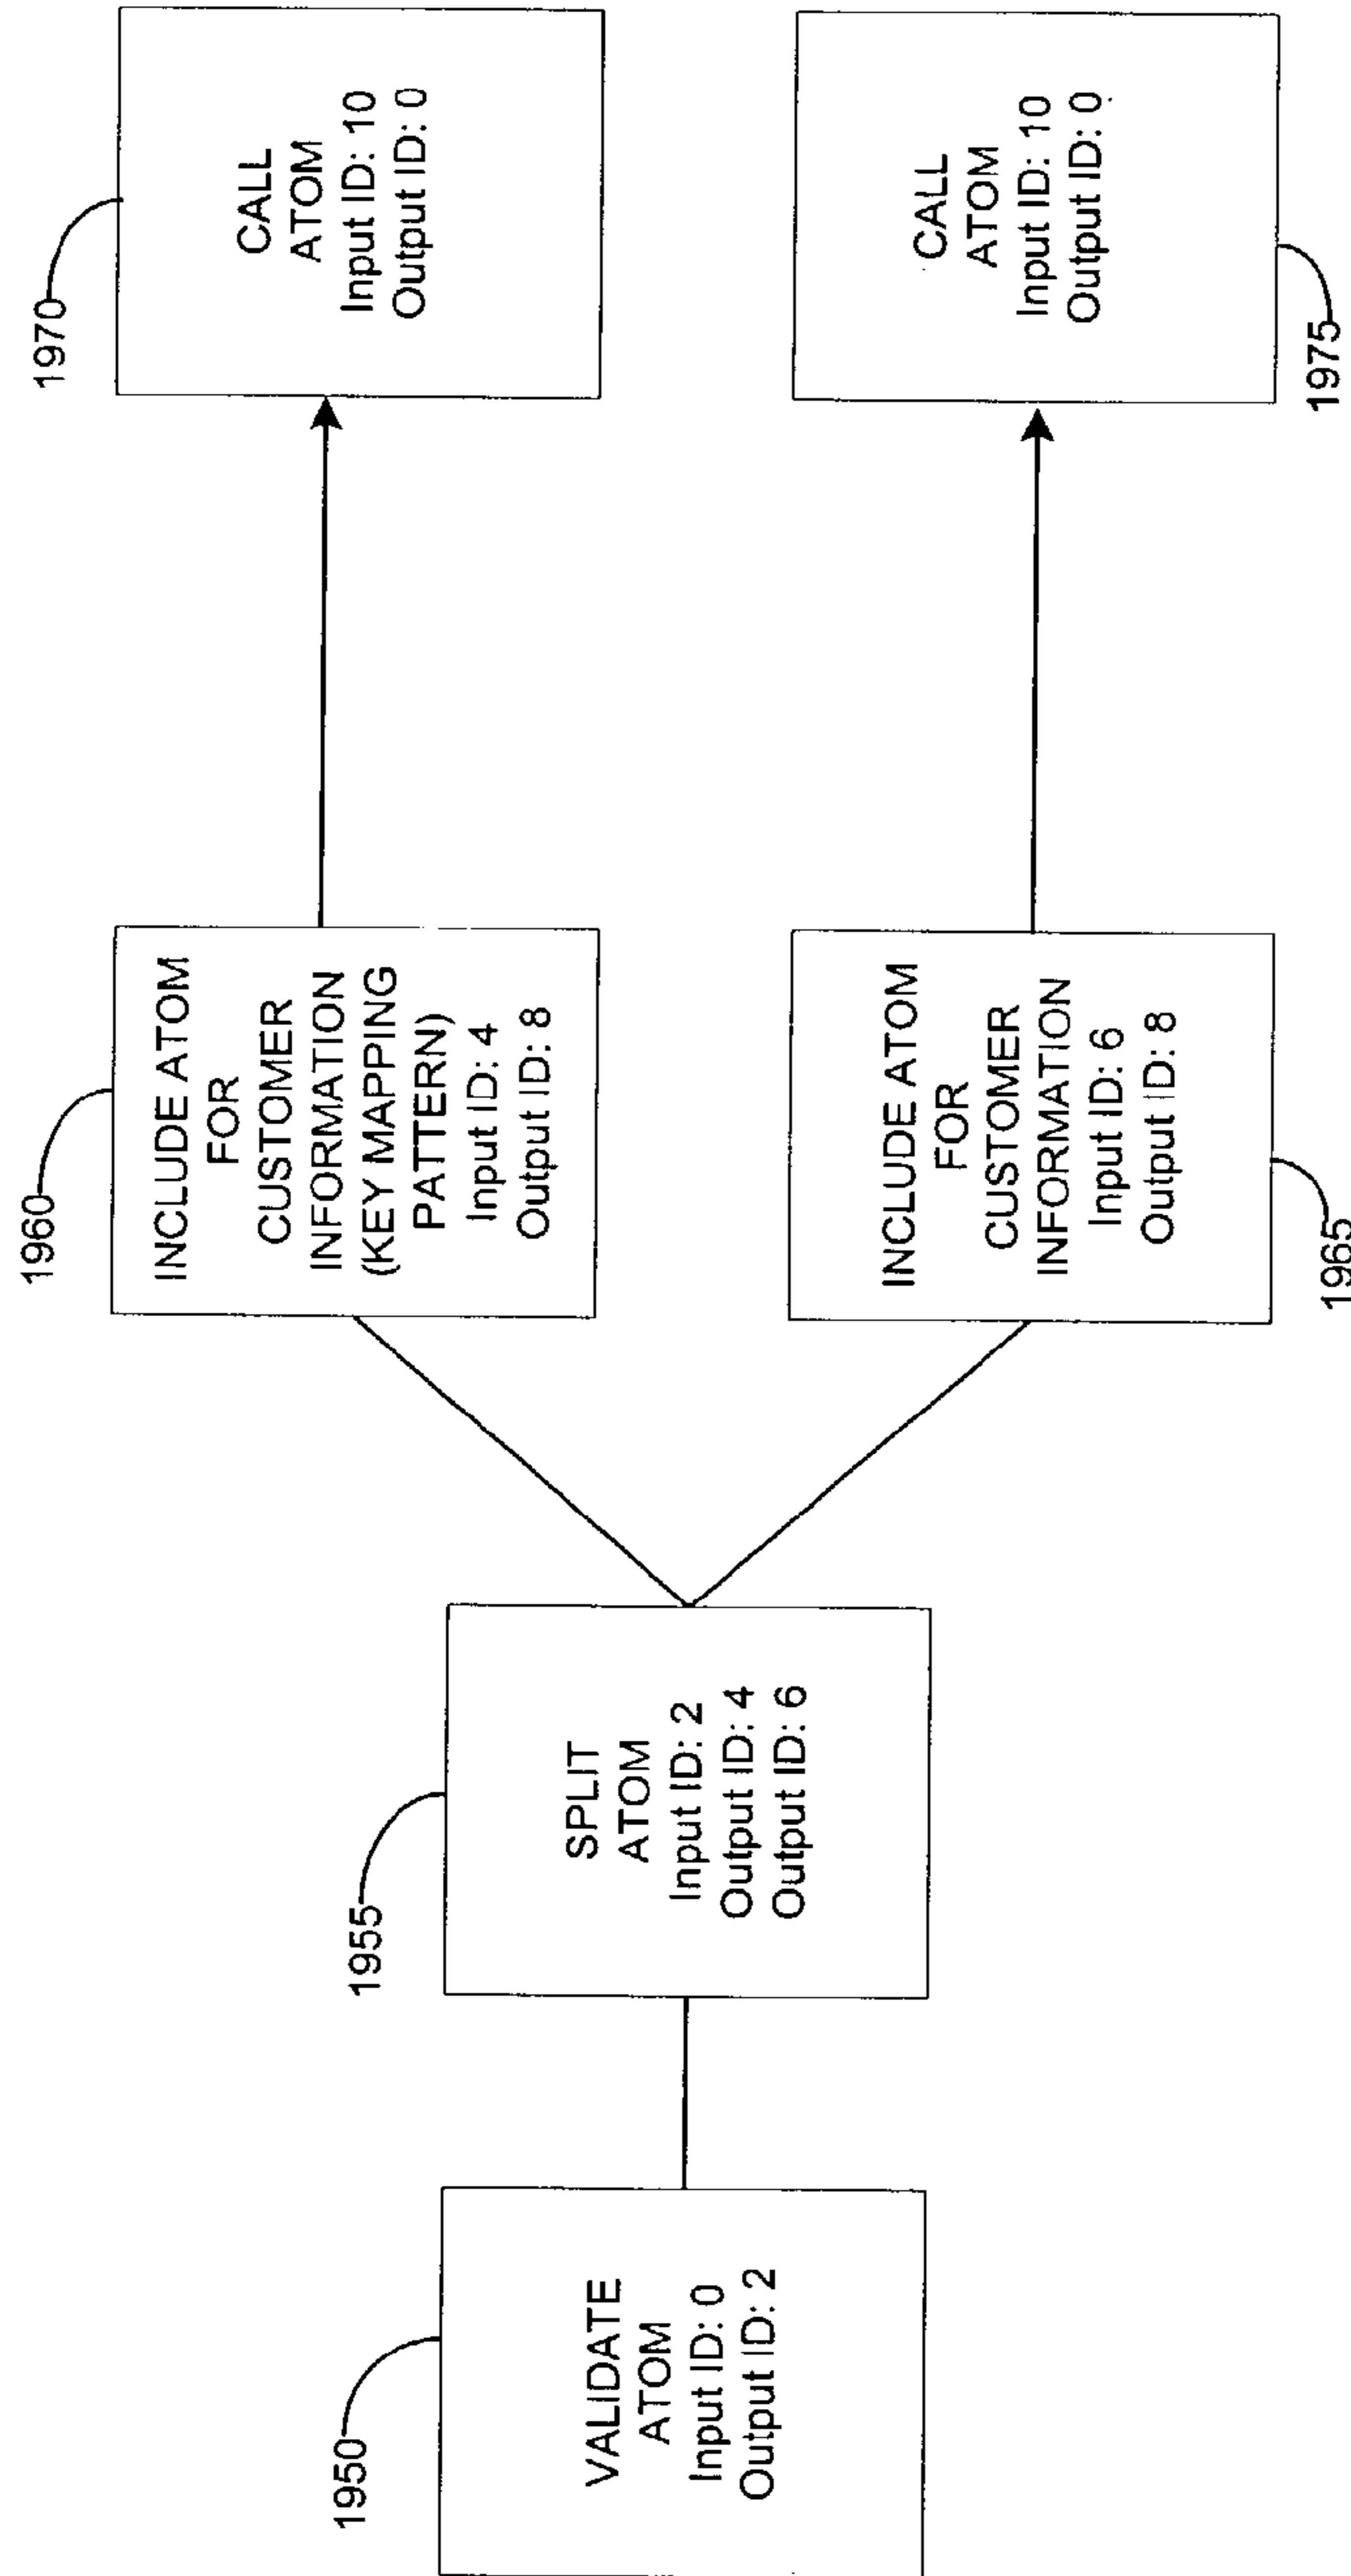 1950
VALIDATE
ATOM
Input ID: 0
Output ID: 2
1955
SPLIT
ATOM
Input ID: 2
Output ID: 4
Output ID: 6
1960
INCLUDE ATOM
FOR
CUSTOMER
INFORMATION
(KEY MAPPING
PATTERN)
Input ID: 4
Output ID: 8
1965
INCLUDE ATOM
FOR
CUSTOMER
INFORMATION
Input ID: 6
Output ID: 8
1970
CALL
ATOM
Input ID: 10
Output ID: 0
1975
CALL
ATOM
Input ID: 10
Output ID: 0